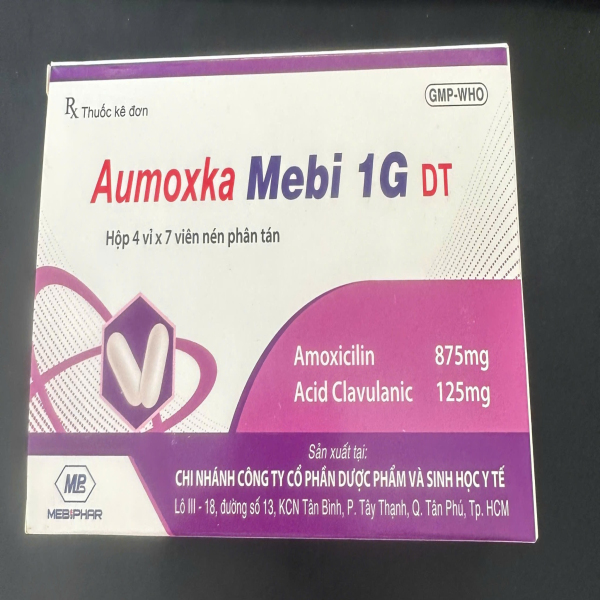 Rx Thuốc kê đơn
GMP-WHO
Aumoxka Mebi 1G DT
Hộp 4 vỉ x 7 viên nén phân tán
Amoxicilin 875mg
Acid Clavulanic 125mg
Sản xuất tại:
CHI NHÁNH CÔNG TY CỔ PHẦN DƯỢC PHẨM VÀ SINH HỌC Y TẾ
Lô III - 18, đường số 13, KCN Tân Bình, P. Tây Thạnh, Q. Tân Phú, Tp. HCM
MB
MEBIPHAR